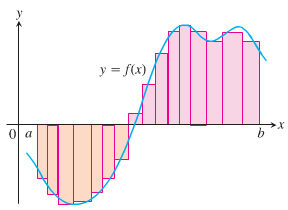 y
y = f(x)
0 a b x